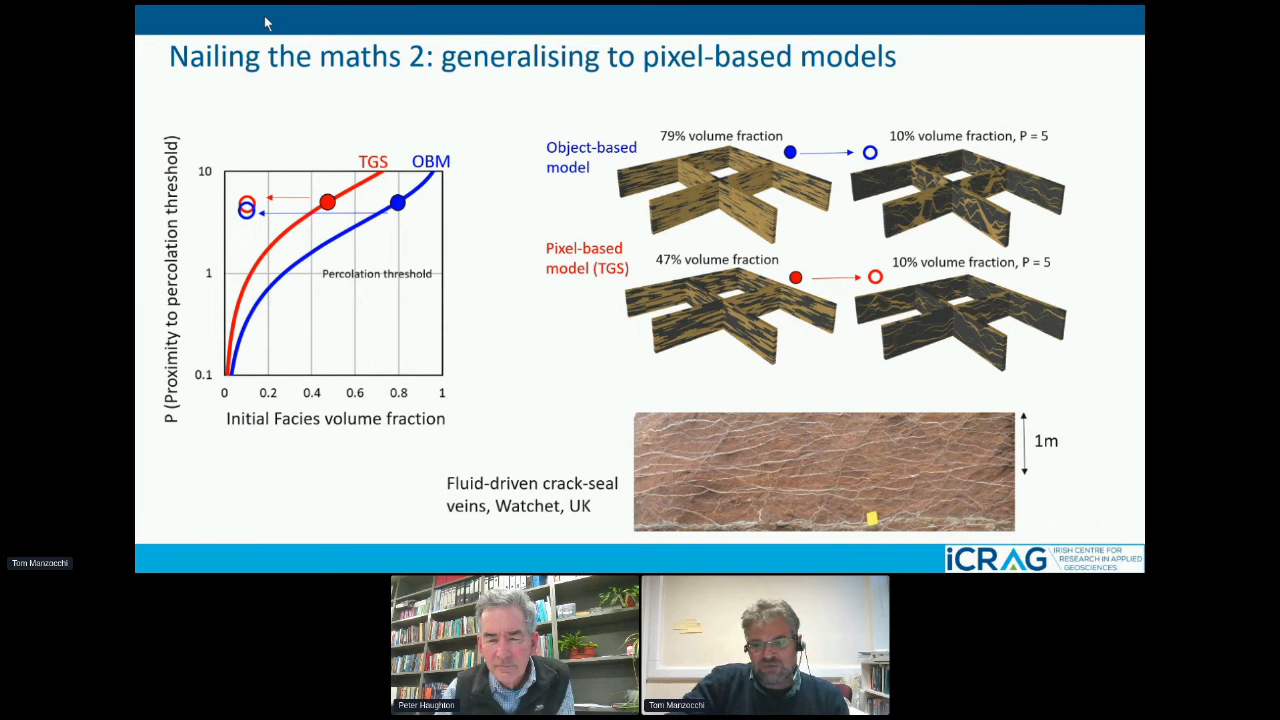 Nailing the maths 2: generalising to pixel-based models
P (Proximity to percolation threshold)
TGS
OBM
10
1
0.1
Percolation threshold
0
0.2
0.4
0.6
0.8
1
Initial Facies volume fraction
Object-based
model
79% volume fraction
10% volume fraction, P = 5
Pixel-based
model (TGS)
47% volume fraction
10% volume fraction, P = 5
1m
Fluid-driven crack-seal
veins, Watchet, UK
iCRAG
IRISH CENTRE FOR
RESEARCH IN APPLIED
GEOSCIENCES
Tom Manzocchi
Peter Haughton
Tom Manzocchi